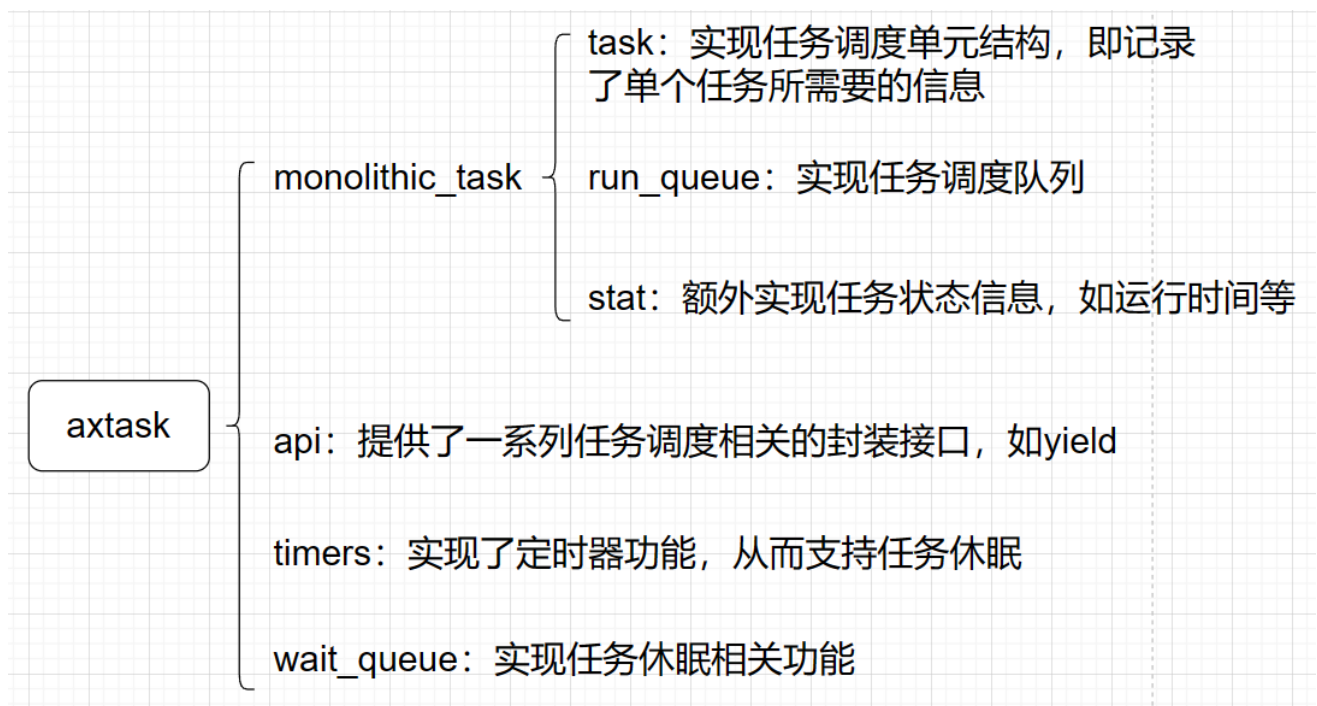 task：实现任务调度单元结构，即记录
了单个任务所需要的信息
monolithic_task
run_queue：实现任务调度队列
stat：额外实现任务状态信息，如运行时间等
axtask
api：提供了一系列任务调度相关的封装接口，如yield
timers：实现了定时器功能，从而支持任务休眠
wait_queue：实现任务休眠相关功能